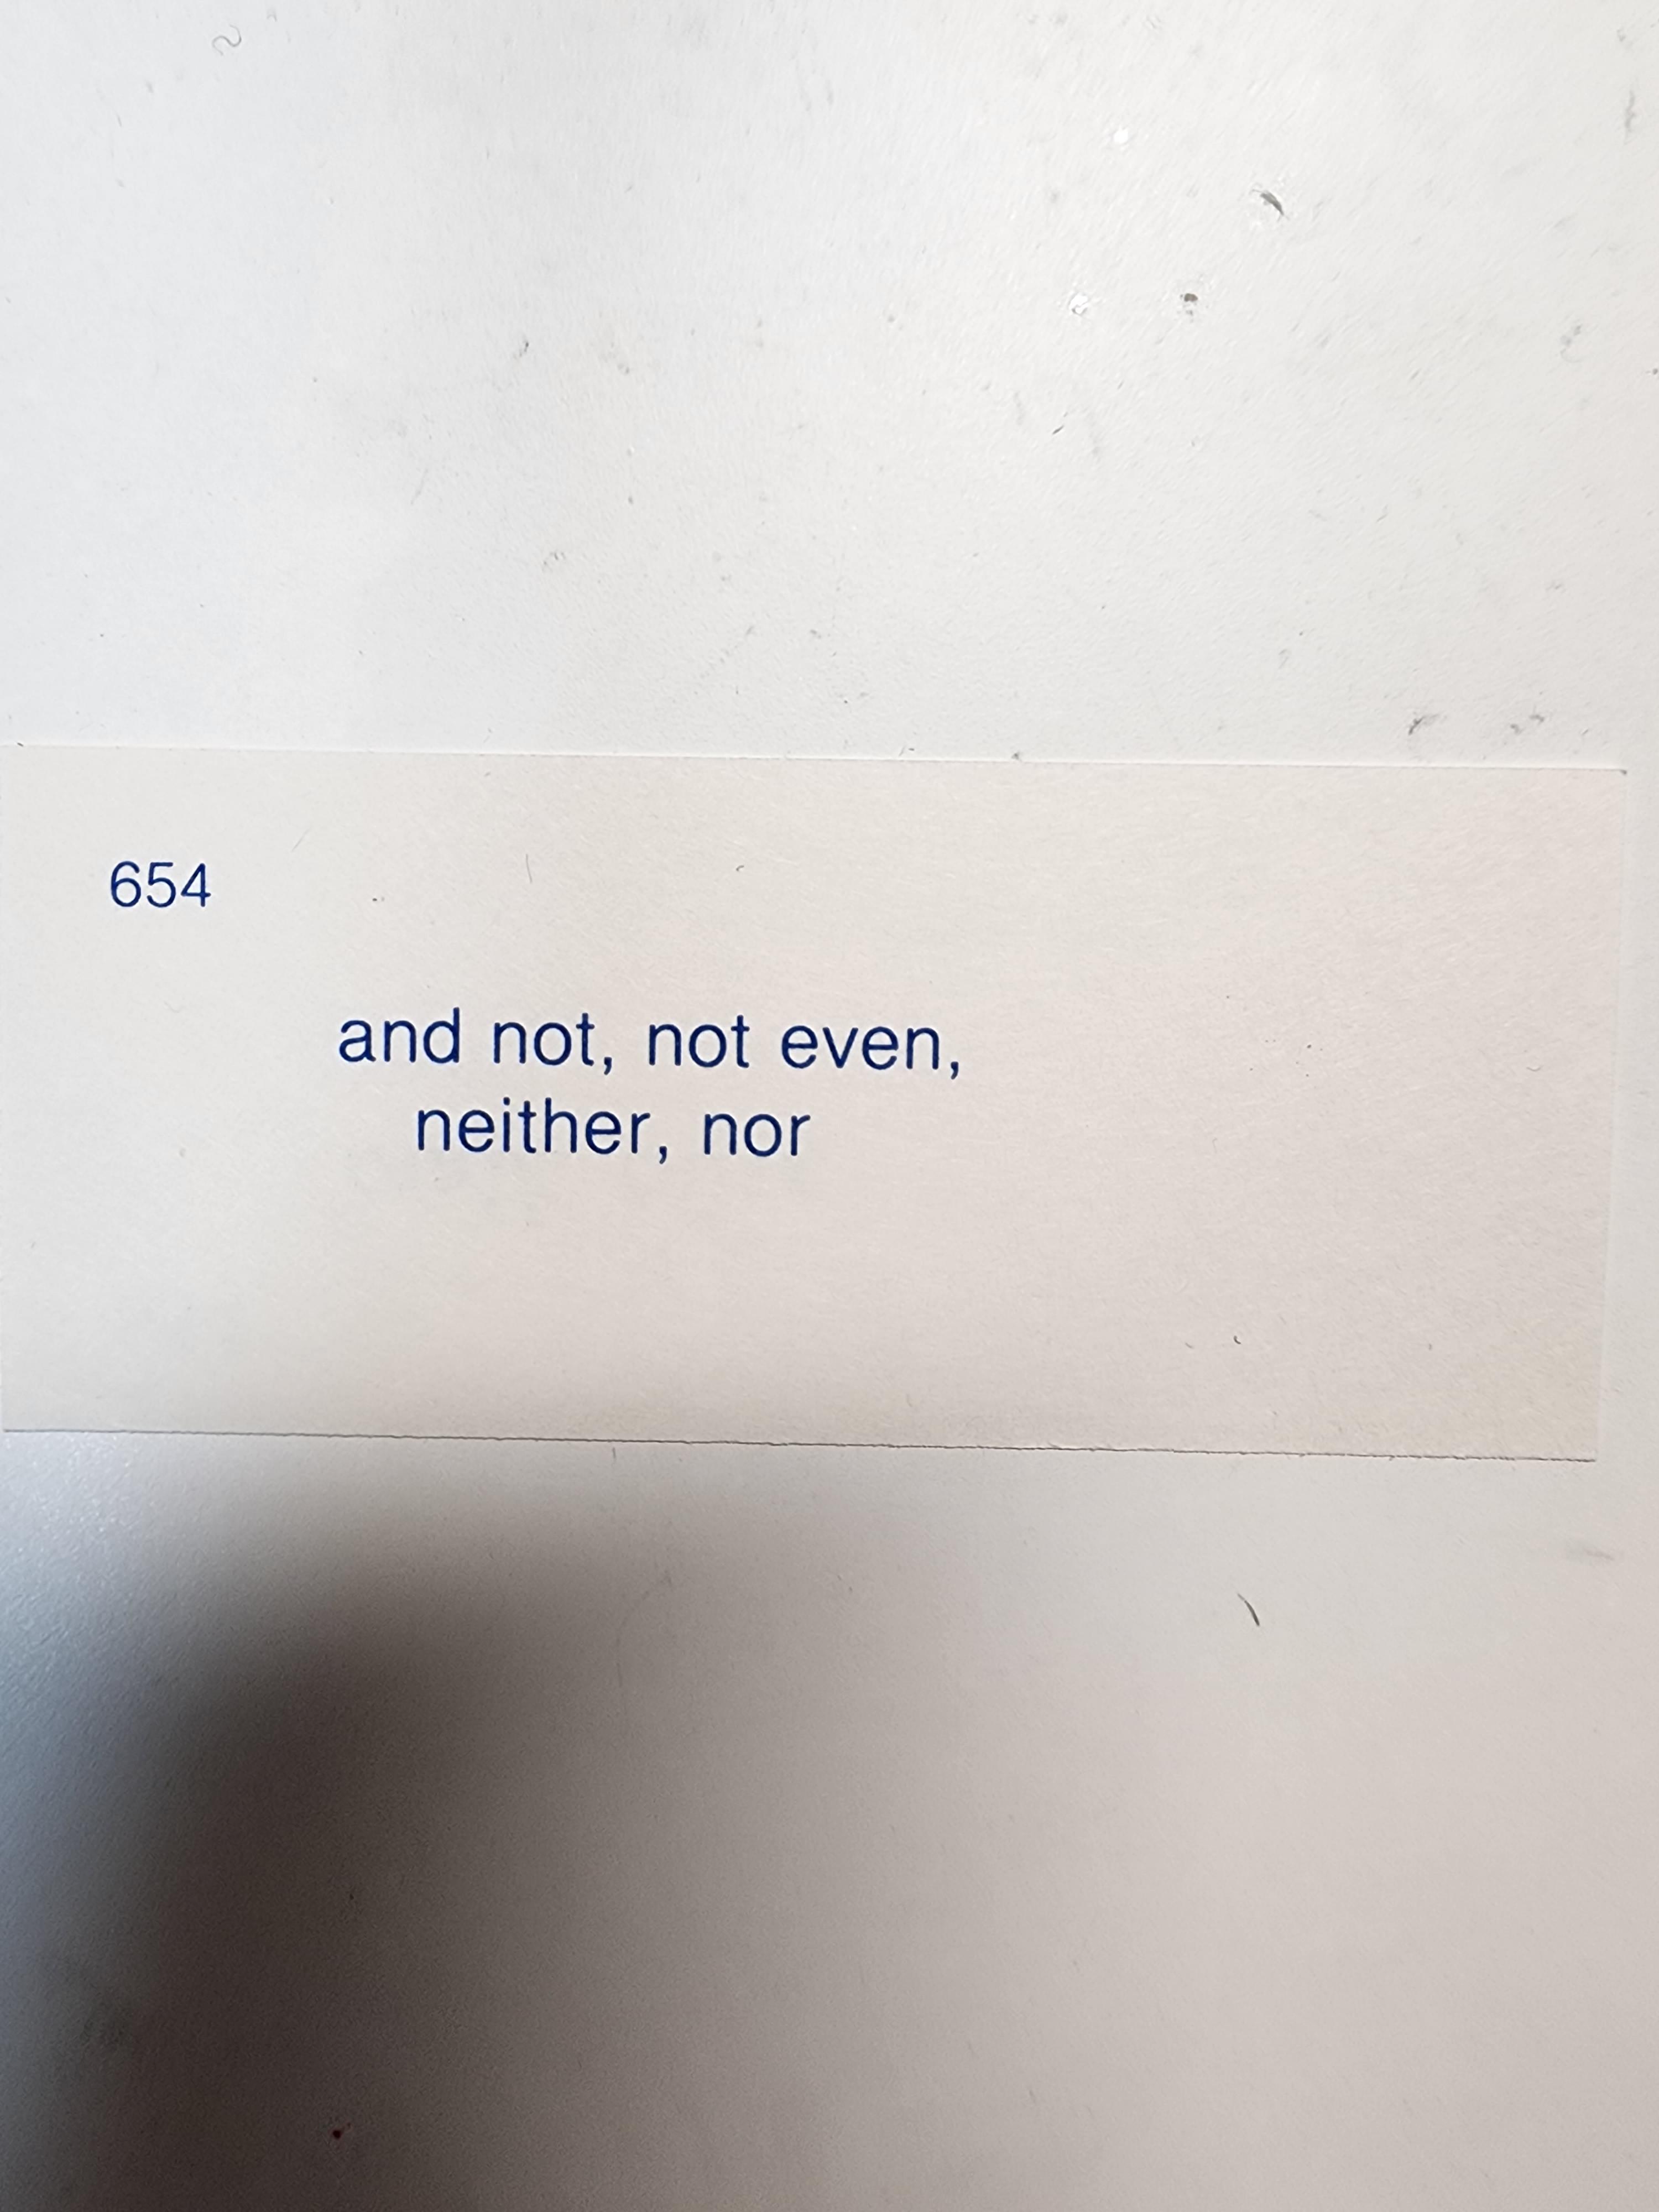 654
and not, not even,
neither, nor